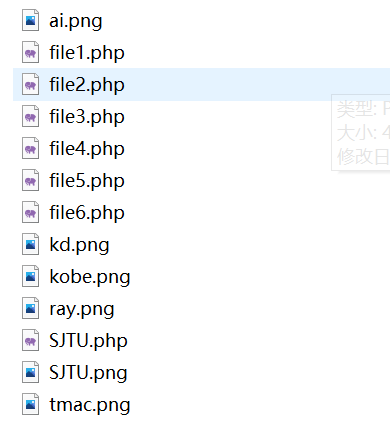 ai.png
file1.php
file2.php
file3.php
类型: P
大小: 4
修改日
file4.php
file5.php
file6.php
kd.png
kobe.png
ray.png
SJTU.php
SJTU.png
tmac.png